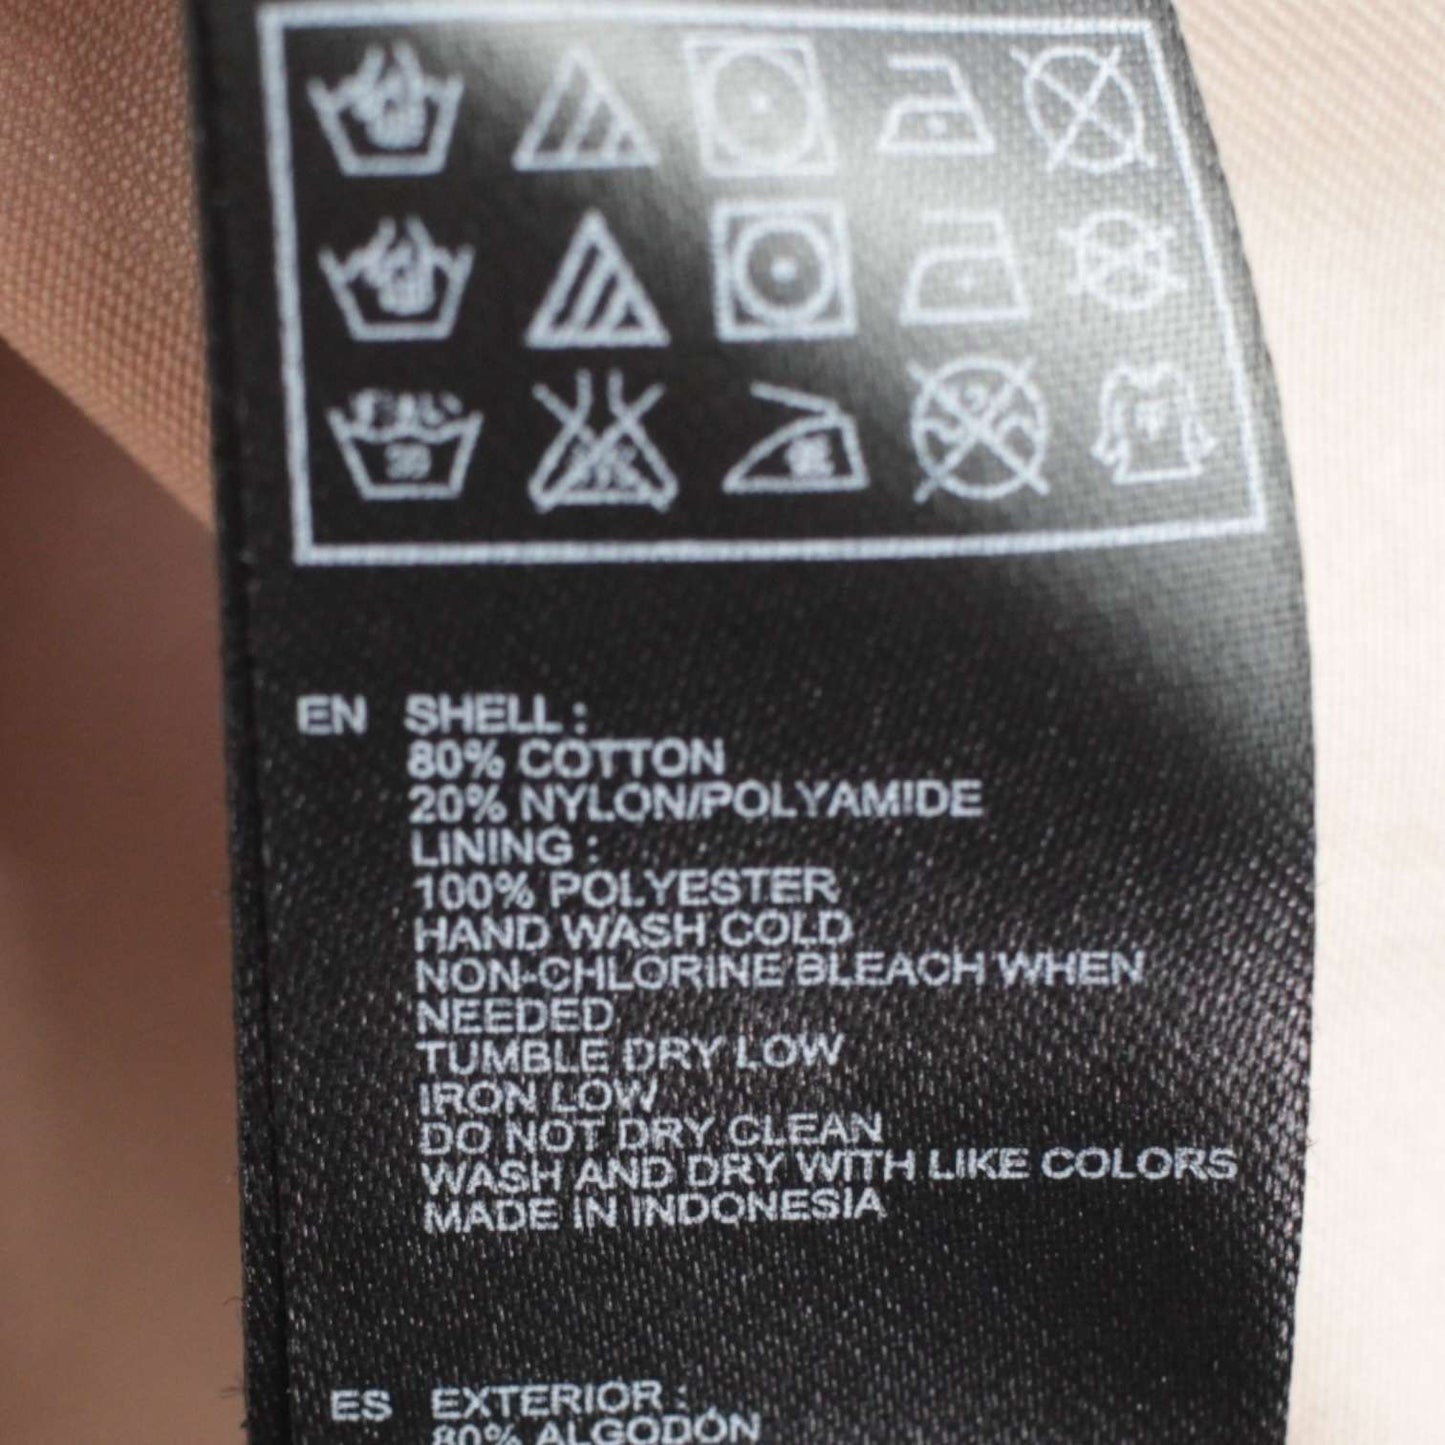 EN SHELL :
80% COTTON
20% NYLON/POLYAMIDE
LINING :
100% POLYESTER
HAND WASH COLD
NON-CHLORINE BLEACH WHEN
NEEDED
TUMBLE DRY LOW
IRON LOW
DO NOT DRY CLEAN
WASH AND DRY WITH LIKE COLORS
MADE IN INDONESIA
ES EXTERIOR :
80% ALGODÓN